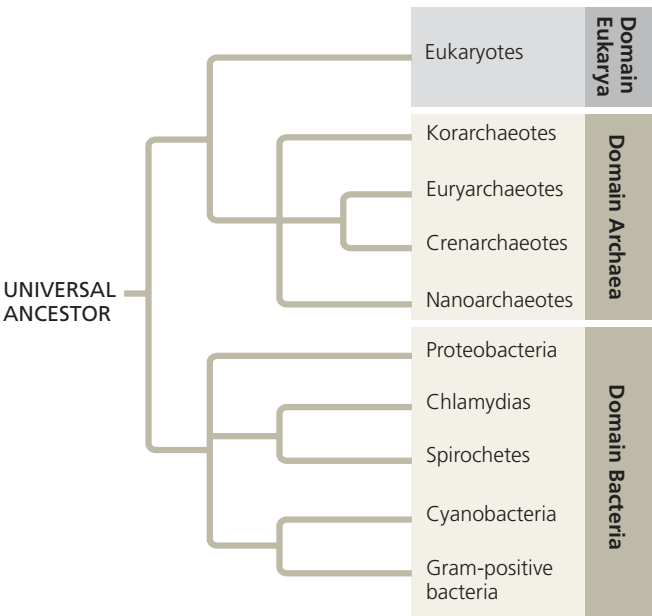 Eukaryotes
Domain
Eukarya
Korarchaeotes
Euryarchaeotes
Crenarchaeotes
Nanoarchaeotes
Domain Archaea
UNIVERSAL
ANCESTOR
Proteobacteria
Chlamydias
Spirochetes
Cyanobacteria
Gram-positive
bacteria
Domain Bacteria